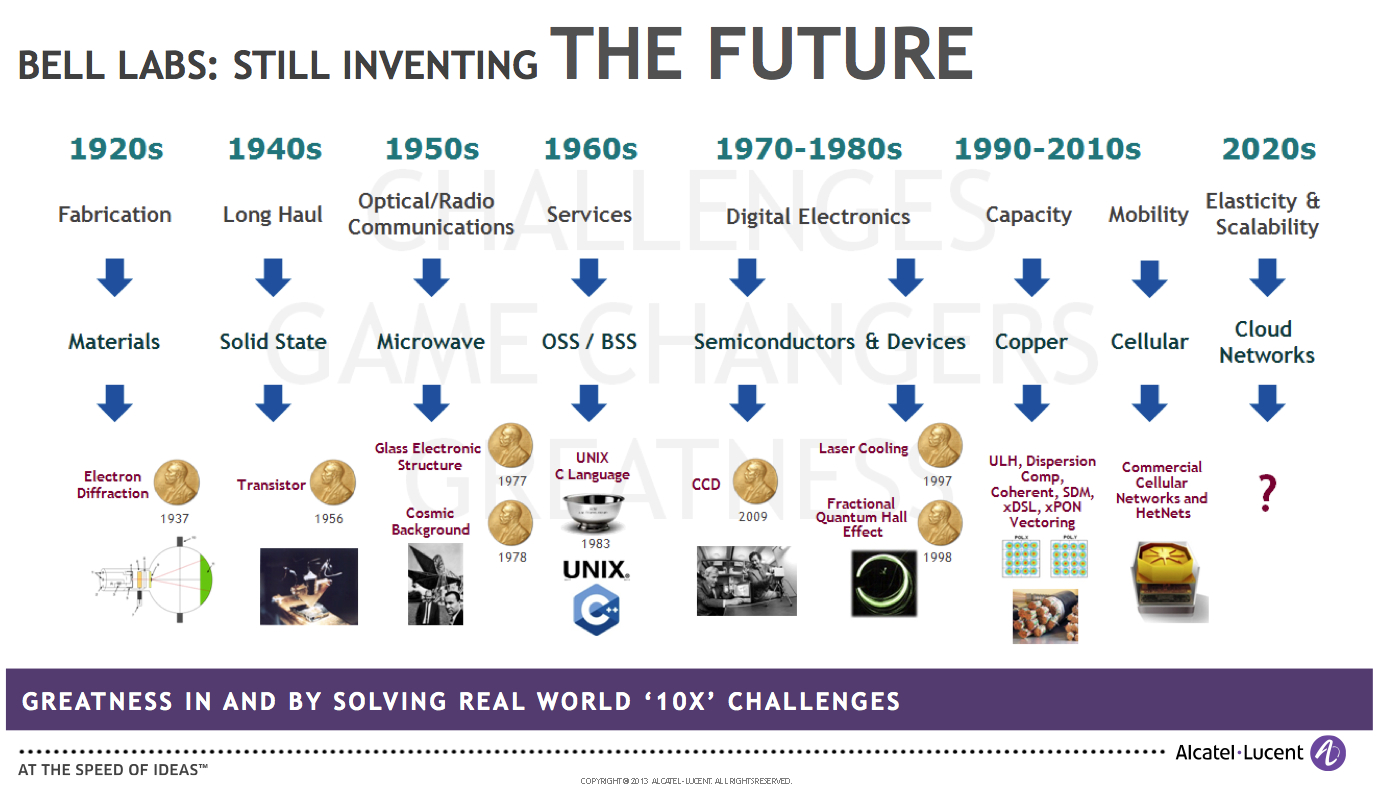 BELL LABS: STILL INVENTING THE FUTURE
CHALLENGES
GAME CHANGERS
GREATNESS
1920s 1940s 1950s 1960s 1970-1980s 1990-2010s 2020s
Fabrication
Long Haul
Optical/Radio
Communications
Services
Digital Electronics
Capacity
Mobility
Elasticity &
Scalability
Materials
Solid State
Microwave
OSS / BSS
Semiconductors & Devices
Copper
Cellular
Cloud
Networks
Electron
Diffraction
1937
Transistor
1956
Glass Electronic
Structure
1977
Cosmic
Background
1978
UNIX
C Language
1983
UNIX®
C++
CCD
2009
Laser Cooling
1997
Fractional
Quantum Hall
Effect
1998
ULH, Dispersion
Comp,
Coherent, SDM,
xDSL, xPON
Vectoring
POL.X POL.Y
Commercial
Cellular
Networks and
HetNets
?
GREATNESS IN AND BY SOLVING REAL WORLD ‘10X’ CHALLENGES
AT THE SPEED OF IDEAS™
Alcatel·Lucent
COPYRIGHT © 2013 ALCATEL-LUCENT. ALL RIGHTS RESERVED.